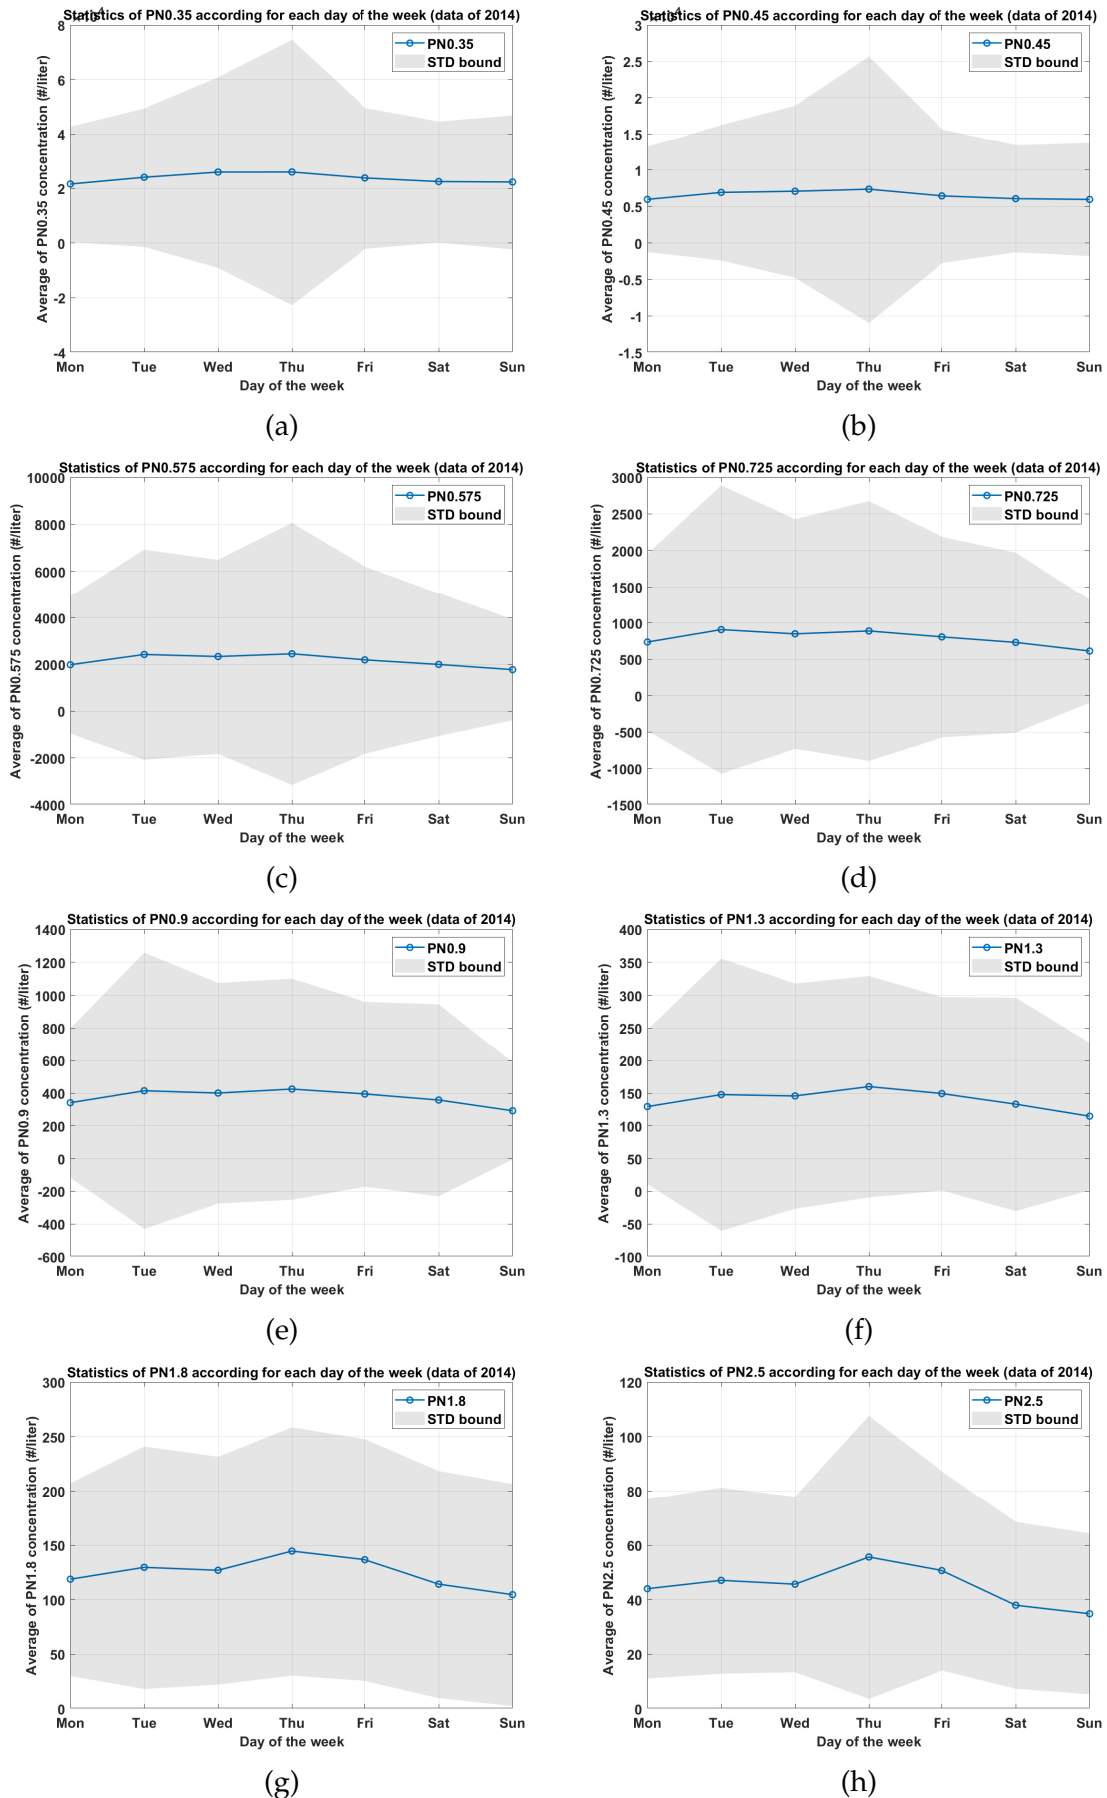 Statistics of PN0.35 according for each day of the week (data of 2014)
8
6
4
2
0
-2
-4
Average of PN0.35 concentration (#/liter)
PN0.35
STD bound
Mon Tue Wed Thu Fri Sat Sun
Day of the week
(a)
Statistics of PN0.45 according for each day of the week (data of 2014)
3
2.5
2
1.5
1
0.5
0
-0.5
-1
-1.5
Average of PN0.45 concentration (#/liter)
PN0.45
STD bound
Mon Tue Wed Thu Fri Sat Sun
Day of the week
(b)
Statistics of PN0.575 according for each day of the week (data of 2014)
10000
8000
6000
4000
2000
0
-2000
-4000
Average of PN0.575 concentration (#/liter)
PN0.575
STD bound
Mon Tue Wed Thu Fri Sat Sun
Day of the week
(c)
Statistics of PN0.725 according for each day of the week (data of 2014)
3000
2500
2000
1500
1000
500
0
-500
-1000
-1500
Average of PN0.725 concentration (#/liter)
PN0.725
STD bound
Mon Tue Wed Thu Fri Sat Sun
Day of the week
(d)
Statistics of PN0.9 according for each day of the week (data of 2014)
1400
1200
1000
800
600
400
200
0
-200
-400
-600
Average of PN0.9 concentration (#/liter)
PN0.9
STD bound
Mon Tue Wed Thu Fri Sat Sun
Day of the week
(e)
Statistics of PN1.3 according for each day of the week (data of 2014)
400
350
300
250
200
150
100
50
0
-50
-100
Average of PN1.3 concentration (#/liter)
PN1.3
STD bound
Mon Tue Wed Thu Fri Sat Sun
Day of the week
(f)
Statistics of PN1.8 according for each day of the week (data of 2014)
300
250
200
150
100
50
0
Average of PN1.8 concentration (#/liter)
PN1.8
STD bound
Mon Tue Wed Thu Fri Sat Sun
Day of the week
(g)
Statistics of PN2.5 according for each day of the week (data of 2014)
120
100
80
60
40
20
0
Average of PN2.5 concentration (#/liter)
PN2.5
STD bound
Mon Tue Wed Thu Fri Sat Sun
Day of the week
(h)